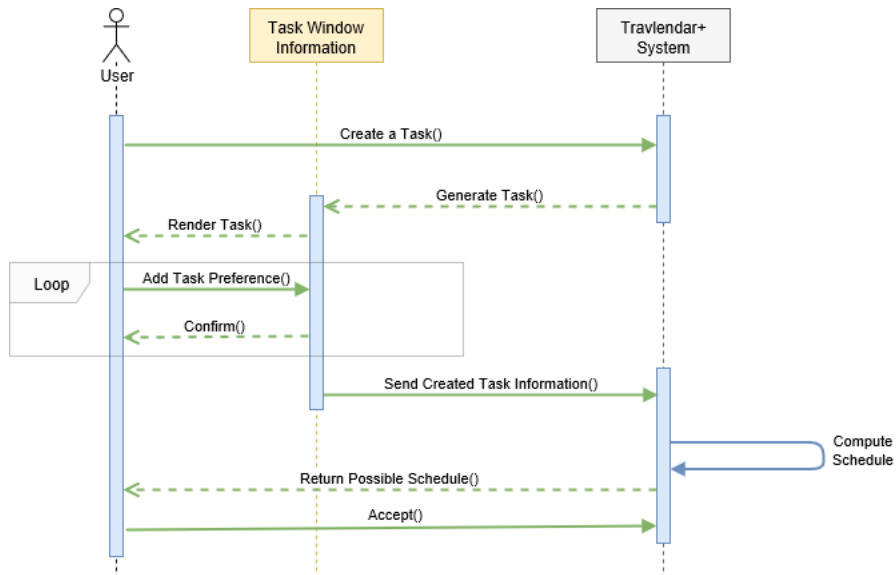 User
Task Window
Information
Travlendar+
System
Create a Task()
Generate Task()
Render Task()
Loop
Add Task Preference()
Confirm()
Send Created Task Information()
Compute
Schedule
Return Possible Schedule()
Accept()